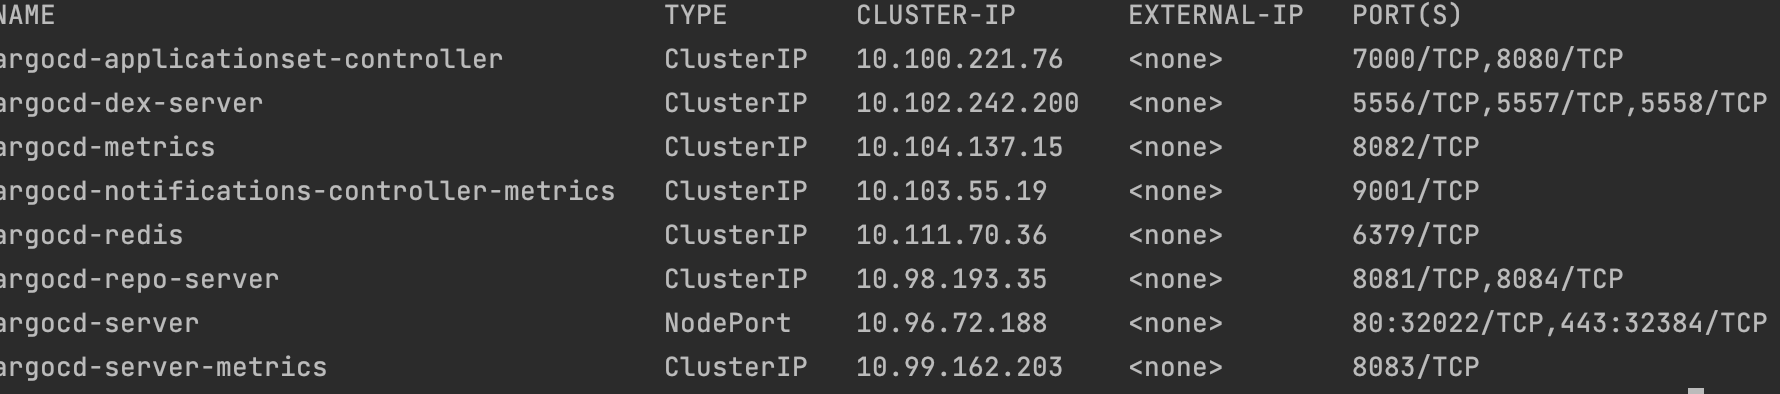 NAME TYPE CLUSTER-IP EXTERNAL-IP PORT(S)
argocd-applicationset-controller ClusterIP 10.100.221.76 <none> 7000/TCP,8080/TCP
argocd-dex-server ClusterIP 10.102.242.200 <none> 5556/TCP,5557/TCP,5558/TCP
argocd-metrics ClusterIP 10.104.137.15 <none> 8082/TCP
argocd-notifications-controller-metrics ClusterIP 10.103.55.19 <none> 9001/TCP
argocd-redis ClusterIP 10.111.70.36 <none> 6379/TCP
argocd-repo-server ClusterIP 10.98.193.35 <none> 8081/TCP,8084/TCP
argocd-server NodePort 10.96.72.188 <none> 80:32022/TCP,443:32384/TCP
argocd-server-metrics ClusterIP 10.99.162.203 <none> 8083/TCP